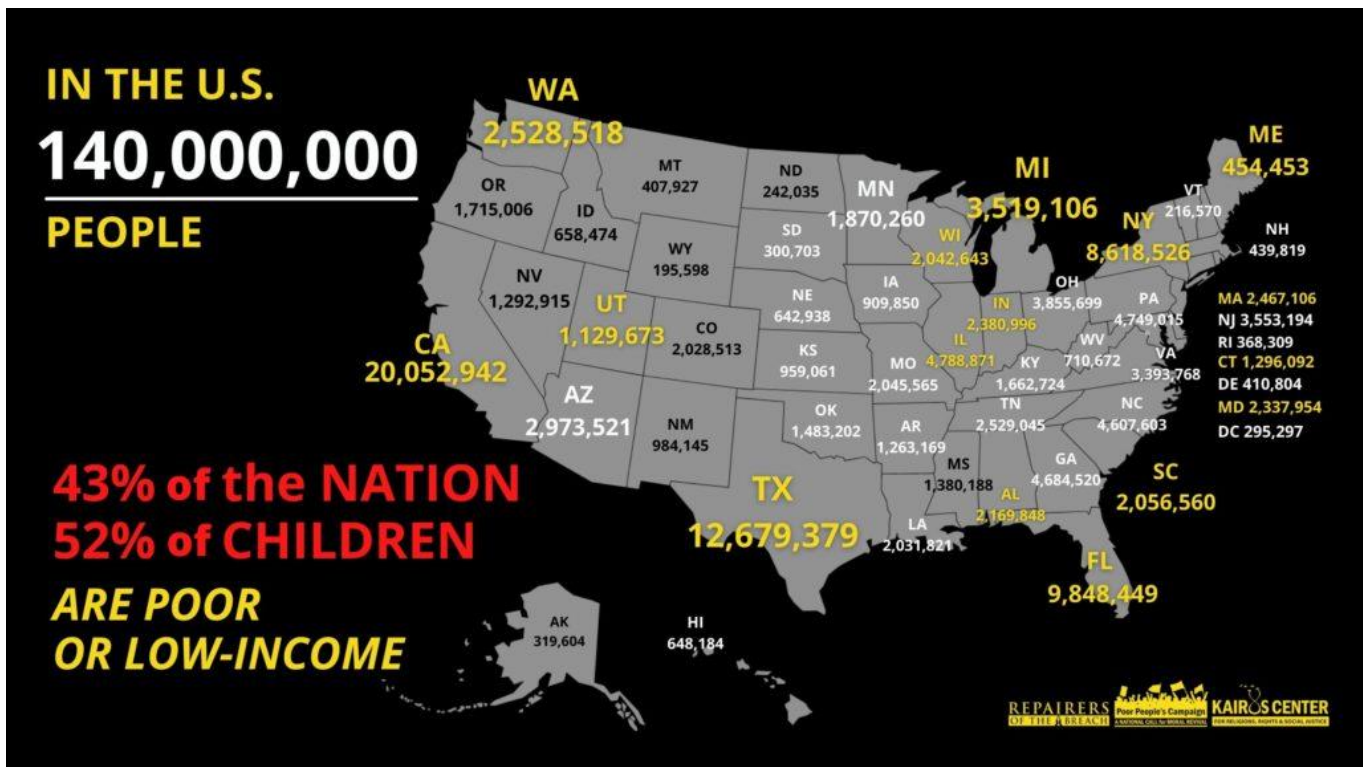 IN THE U.S.
140,000,000
PEOPLE
43% of the NATION
52% of CHILDREN
ARE POOR
OR LOW-INCOME
WA
2,528,518
OR
1,715,006
ID
658,474
MT
407,927
ND
242,035
MN
1,870,260
SD
300,703
WY
195,598
NV
1,292,915
UT
1,129,673
CO
2,028,513
NE
642,938
IA
909,850
WI
2,042,643
MI
3,519,106
NY
8,618,526
VT
216,570
ME
454,453
NH
439,819
CA
20,052,942
AZ
2,973,521
NM
984,145
KS
959,061
MO
2,045,565
IL
4,788,871
IN
2,380,996
OH
3,855,699
PA
4,749,015
WV
710,672
VA
3,393,768
KY
1,662,724
TN
2,529,045
NC
4,607,603
OK
1,483,202
AR
1,263,169
MS
1,380,188
AL
2,169,848
GA
4,684,520
SC
2,056,560
TX
12,679,379
LA
2,031,821
FL
9,848,449
AK
319,604
HI
648,184
MA 2,467,106
NJ 3,553,194
RI 368,309
CT 1,296,092
DE 410,804
MD 2,337,954
DC 295,297
REPAIRERS
OF THE BREACH
Poor People's Campaign
A NATIONAL CALL for MORAL REVIVAL
KAIROS CENTER
FOR RELIGIONS, RIGHTS & SOCIAL JUSTICE